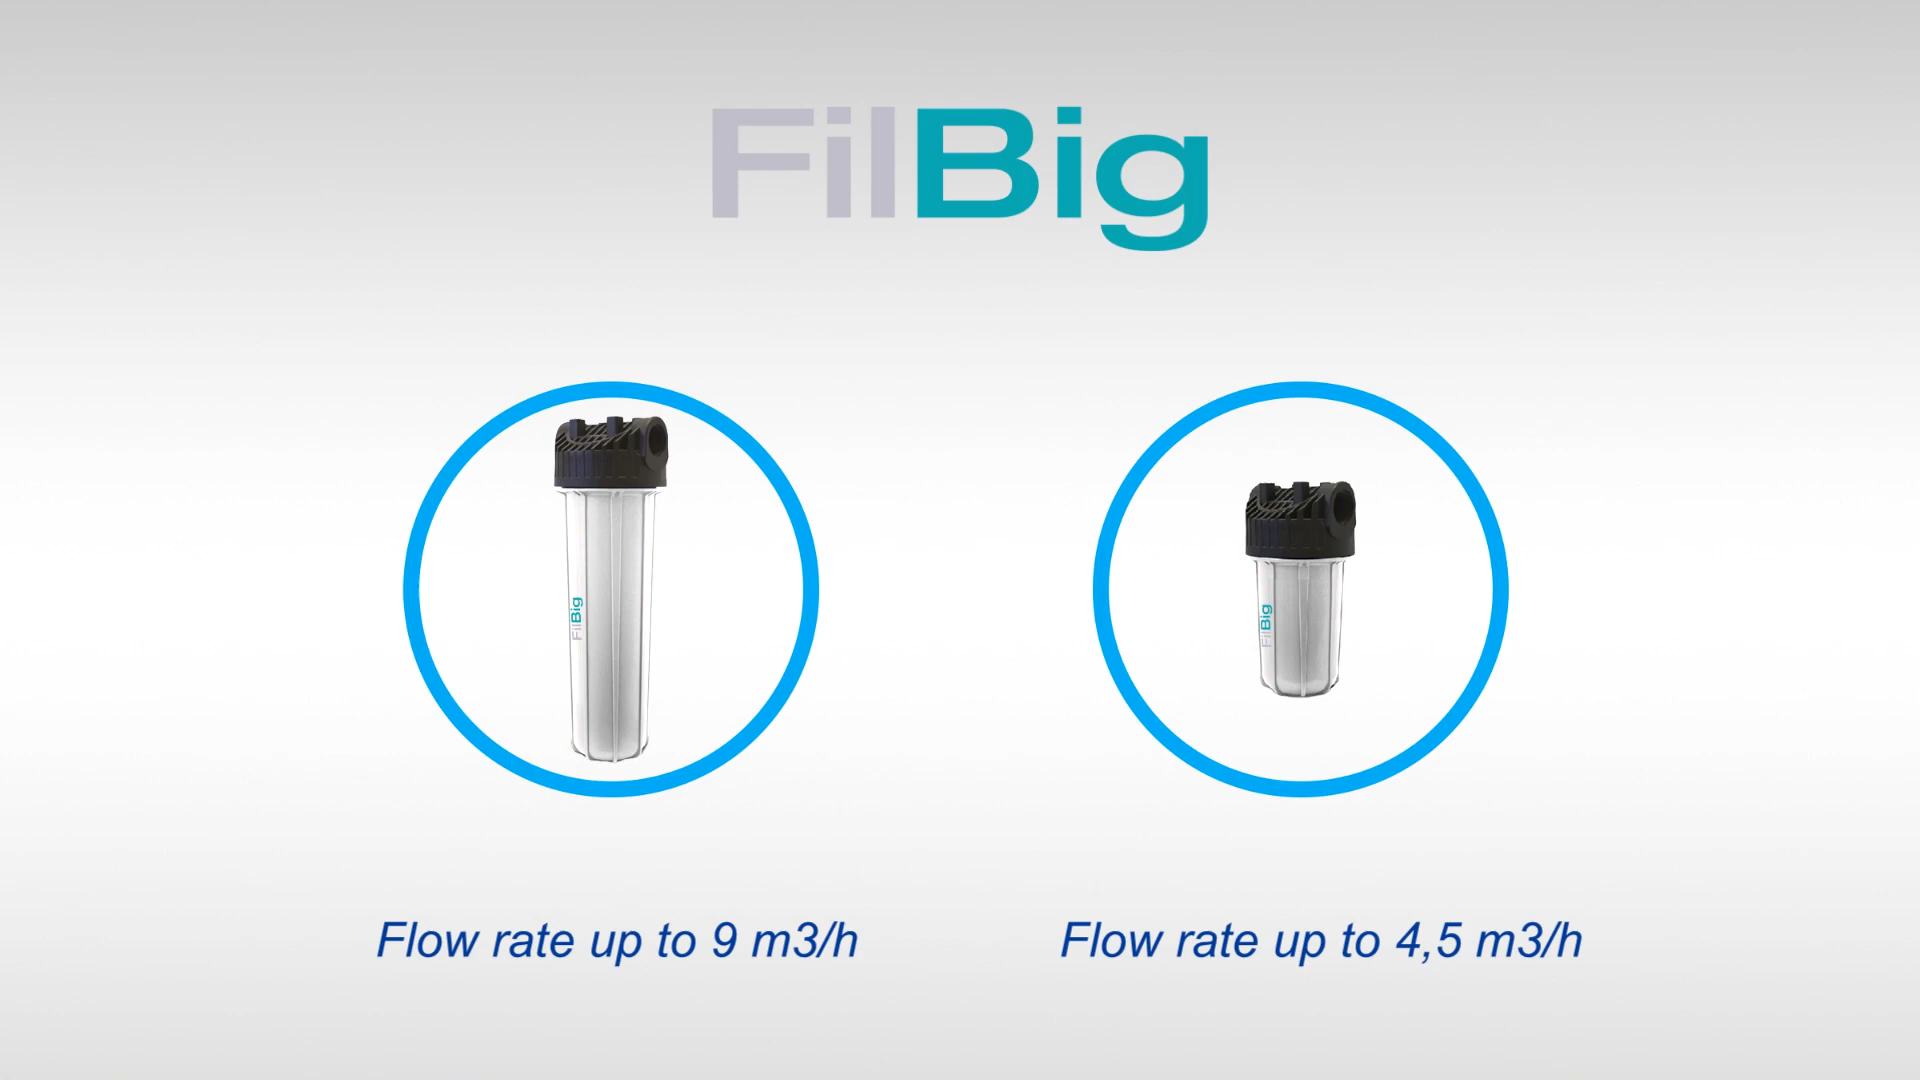 FilBig
FilBig
FilBig
Flow rate up to 9 m3/h
Flow rate up to 4,5 m3/h